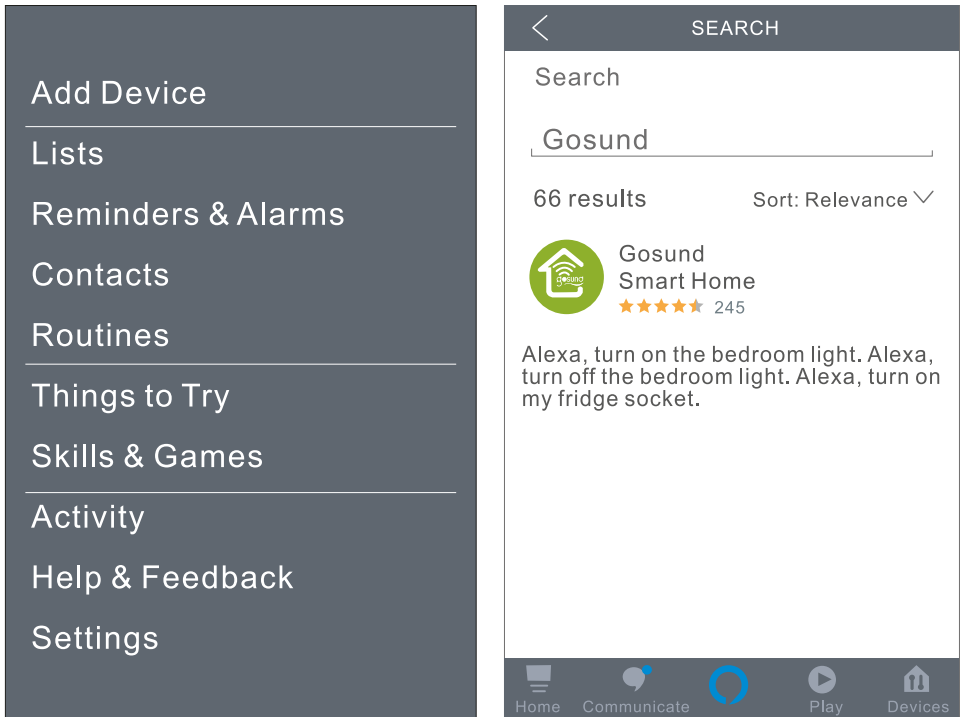 Add Device
Lists
Reminders & Alarms
Contacts
Routines
Things to Try
Skills & Games
Activity
Help & Feedback
Settings
SEARCH
Search
Gosund
66 results
Sort: Relevance
gosund
Gosund
Smart Home
245
Alexa, turn on the bedroom light. Alexa,
turn off the bedroom light. Alexa, turn on
my fridge socket.
Home Communicate Play Devices